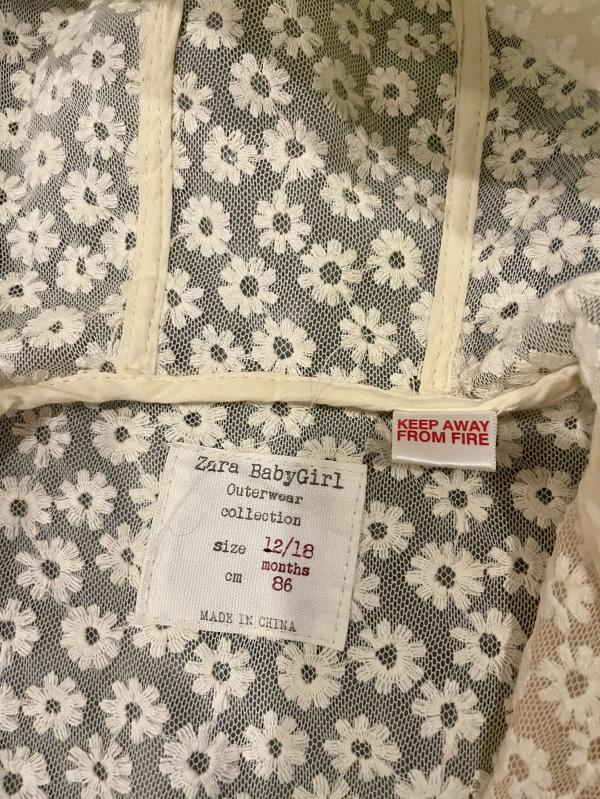 KEEP AWAY
FROM FIRE
Zara BabyGirl
Outerwear
collection
size 12/18
months
cm 86
MADE IN CHINA